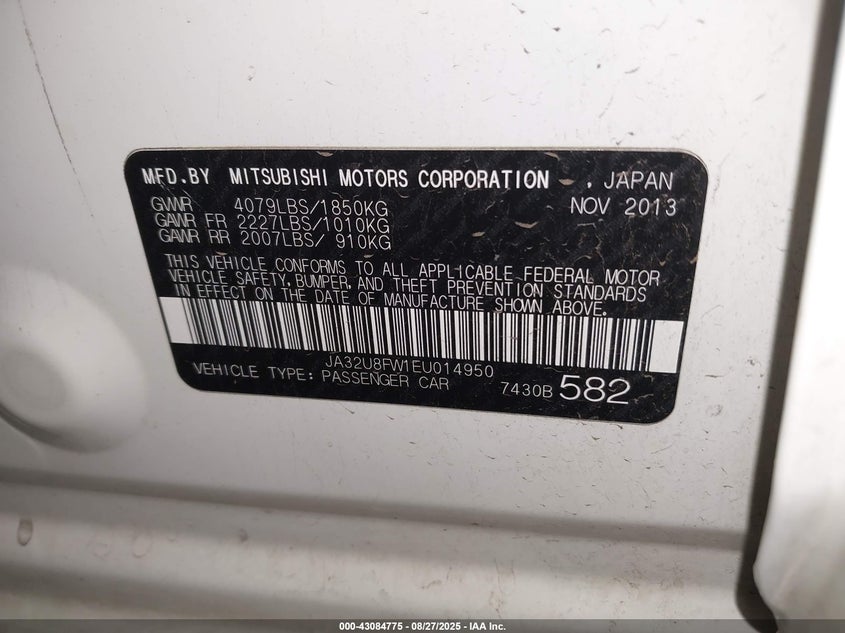 MFD.BY MITSUBISHI MOTORS CORPORATION , JAPAN
GVWR 4079LBS/1850KG NOV 2013
GAWR FR 2227LBS/1010KG
GAWR RR 2007LBS/ 910KG
THIS VEHICLE CONFORMS TO ALL APPLICABLE FEDERAL MOTOR
VEHICLE SAFETY, BUMPER, AND THEFT PREVENTION STANDARDS
IN EFFECT ON THE DATE OF MANUFACTURE SHOWN ABOVE.
JA32U8FW1EU014950
VEHICLE TYPE: PASSENGER CAR 7430B 582
000-43084775 - 08/27/2025 - IAA Inc.